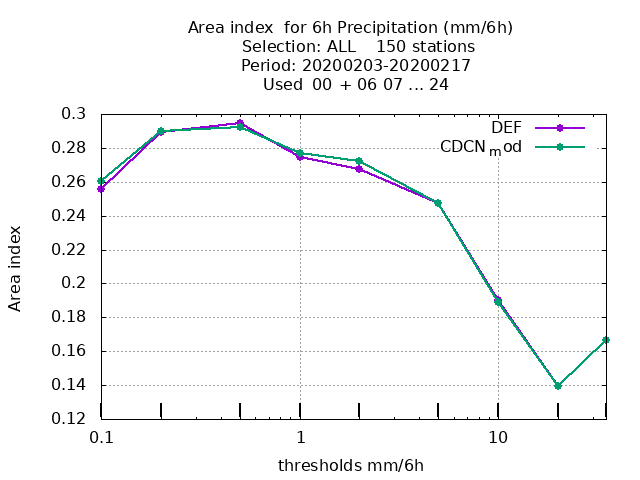 Area index  for 6h Precipitation (mm/6h)
Selection: ALL    150 stations
Period: 20200203-20200217
Used  00 + 06 07 ... 24
DEF
CDCN_mod
0.3
0.28
0.26
0.24
0.22
0.2
0.18
0.16
0.14
0.12
Area index
0.1
1
10
thresholds mm/6h